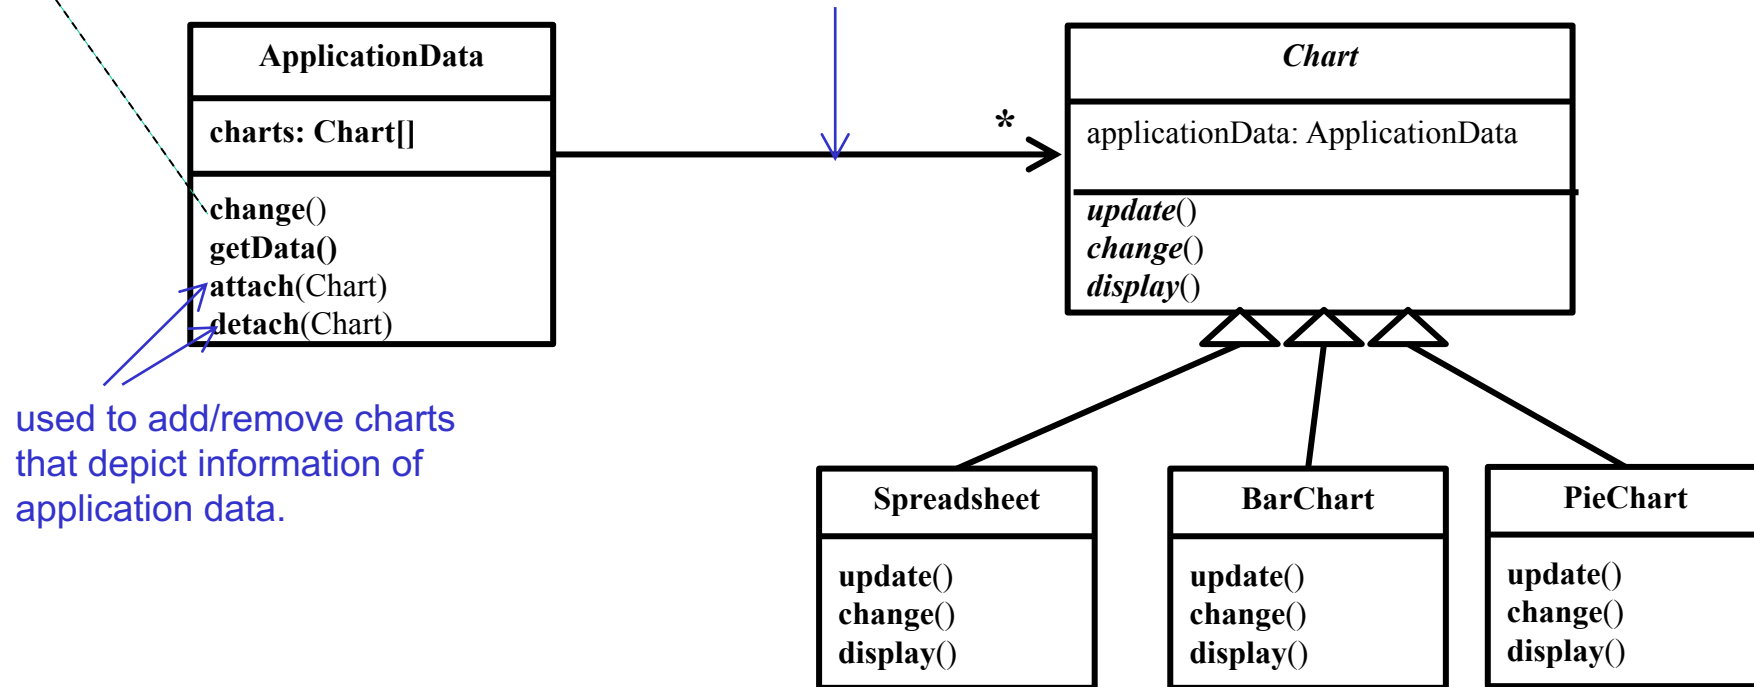 ApplicationData
charts: Chart[]
change()
getData()
attach(Chart)
detach(Chart)
*
Chart
applicationData: ApplicationData
update()
change()
display()
used to add/remove charts
that depict information of
application data.
Spreadsheet
update()
change()
display()
BarChart
update()
change()
display()
PieChart
update()
change()
display()